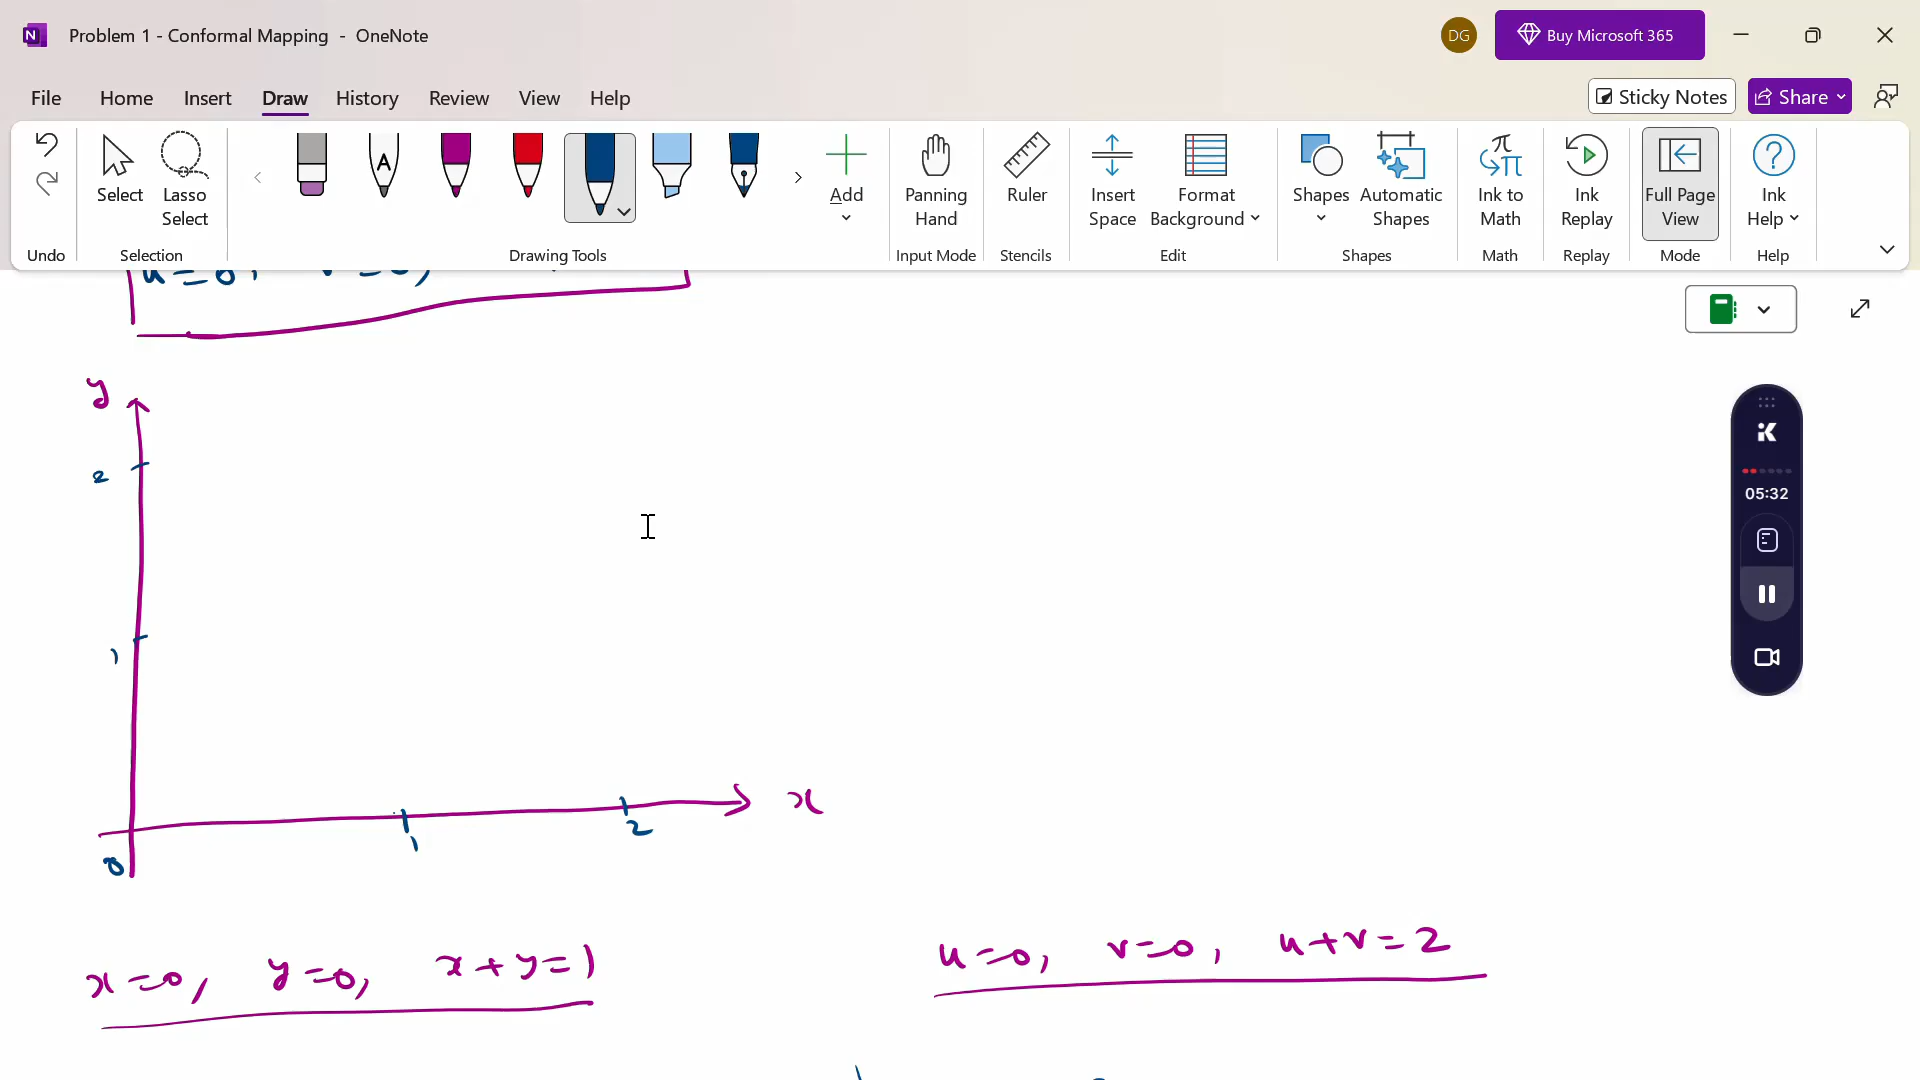 Problem 1 - Conformal Mapping - OneNote
DG
Buy Microsoft 365
File Home Insert Draw History Review View Help
Sticky Notes
Share
Select
Lasso Select
A
Add
Panning Hand
Ruler
Insert Space
Format Background
Shapes
Automatic Shapes
Ink to Math
Ink Replay
Full Page View
Ink Help
Undo
Selection
Drawing Tools
Input Mode
Stencils
Edit
Shapes
Math
Replay
Mode
Help
u=0, v=0,
y
2
1
0
1
2
x
05:32
x=0, y=0, x+y=1
u=0, v=0, u+v=2